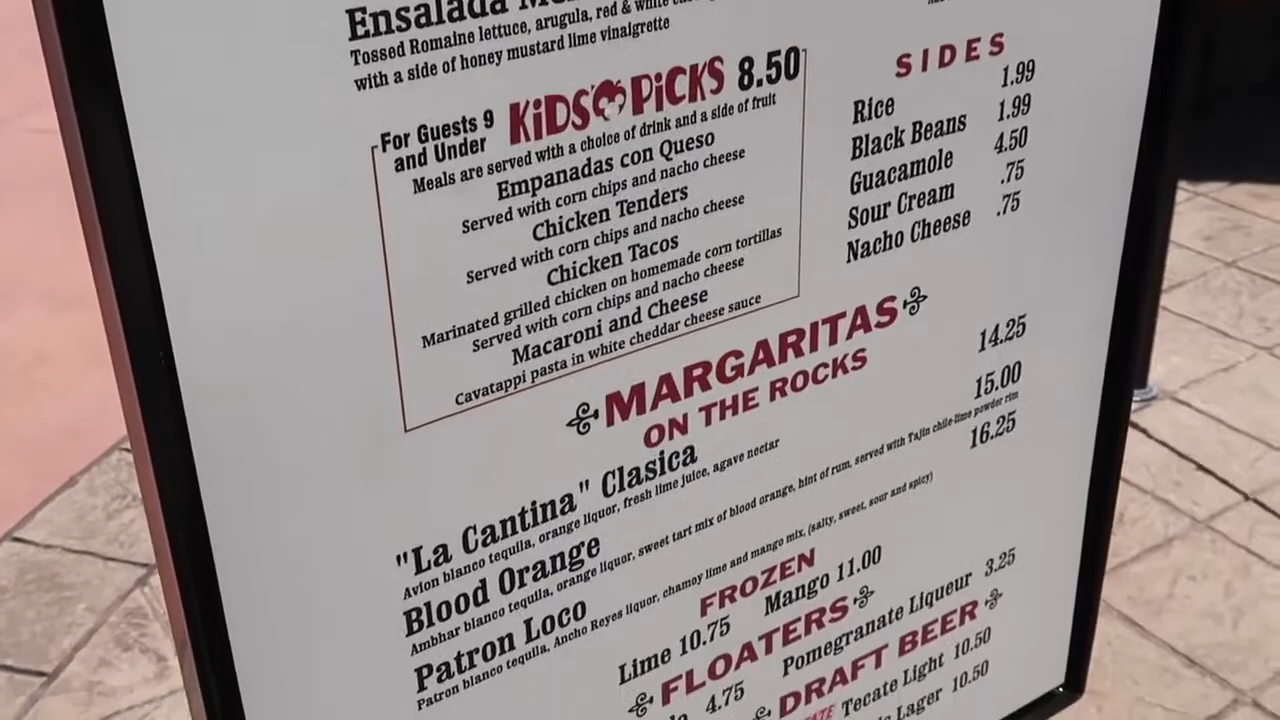 Ensalada
Tossed Romaine lettuce, arugula, red & white
with a side of honey mustard lime vinaigrette
For Guests 9
and Under
KiDS' PiCKS 8.50
Meals are served with a choice of drink and a side of fruit
Empanadas con Queso
Served with corn chips and nacho cheese
Chicken Tenders
Served with corn chips and nacho cheese
Chicken Tacos
Marinated grilled chicken on homemade corn tortillas
Served with corn chips and nacho cheese
Macaroni and Cheese
Cavatappi pasta in white cheddar cheese sauce
SIDES
Rice 1.99
Black Beans 1.99
Guacamole 4.50
Sour Cream .75
Nacho Cheese .75
MARGARITAS
ON THE ROCKS
"La Cantina" Clasica 14.25
Avion blanco tequila, orange liquor, fresh lime juice, agave nectar
Blood Orange 15.00
Ambhar blanco tequila, orange liquor, sweet tart mix of blood orange, hint of rum, served with Tajin chile-lime powder rim
Patron Loco 16.25
Patron blanco tequila, Ancho Reyes liquor, chamoy lime and mango mix. (salty, sweet, sour and spicy)
FROZEN
Lime 10.75 Mango 11.00
FLOATERS
4.75 Pomegranate Liqueur 3.25
DRAFT BEER
Tecate Light 10.50
Lager 10.50